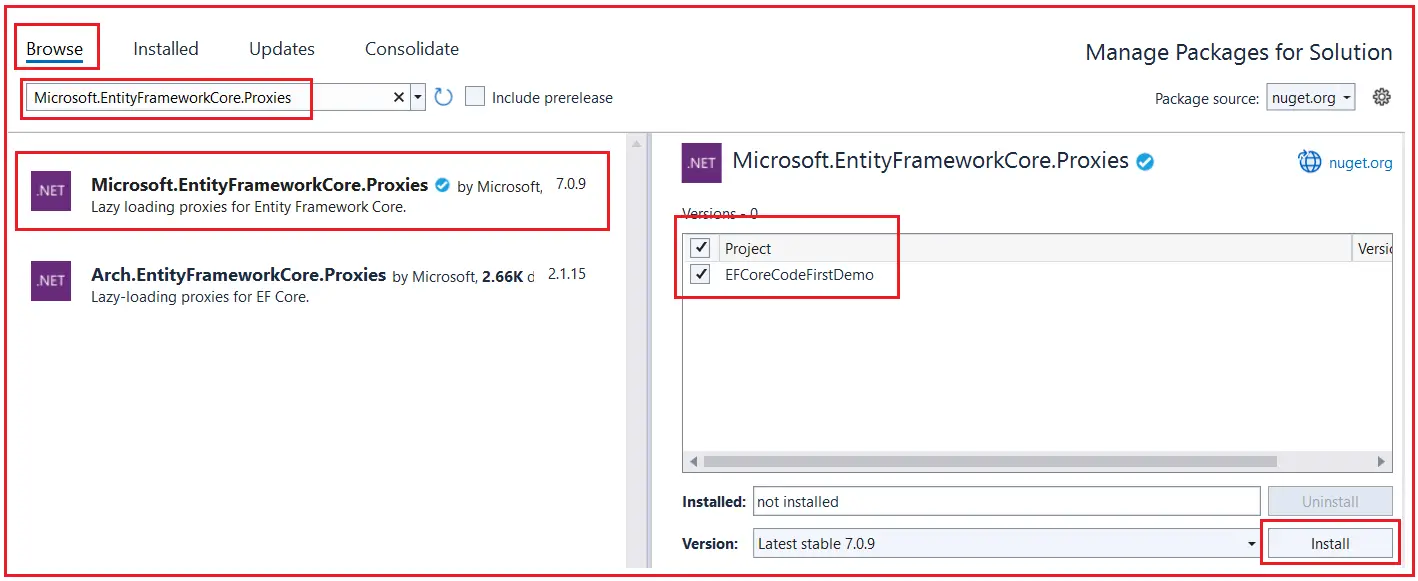 Browse Installed Updates Consolidate
Manage Packages for Solution
Microsoft.EntityFrameworkCore.Proxies
Include prerelease
Package source: nuget.org
.NET
Microsoft.EntityFrameworkCore.Proxies by Microsoft, 7.0.9
Lazy loading proxies for Entity Framework Core.
.NET
Arch.EntityFrameworkCore.Proxies by Microsoft, 2.66K d 2.1.15
Lazy-loading proxies for EF Core.
.NET Microsoft.EntityFrameworkCore.Proxies nuget.org
Versions - 0
Project Versic
EFCoreCodeFirstDemo
Installed: not installed Uninstall
Version: Latest stable 7.0.9 Install